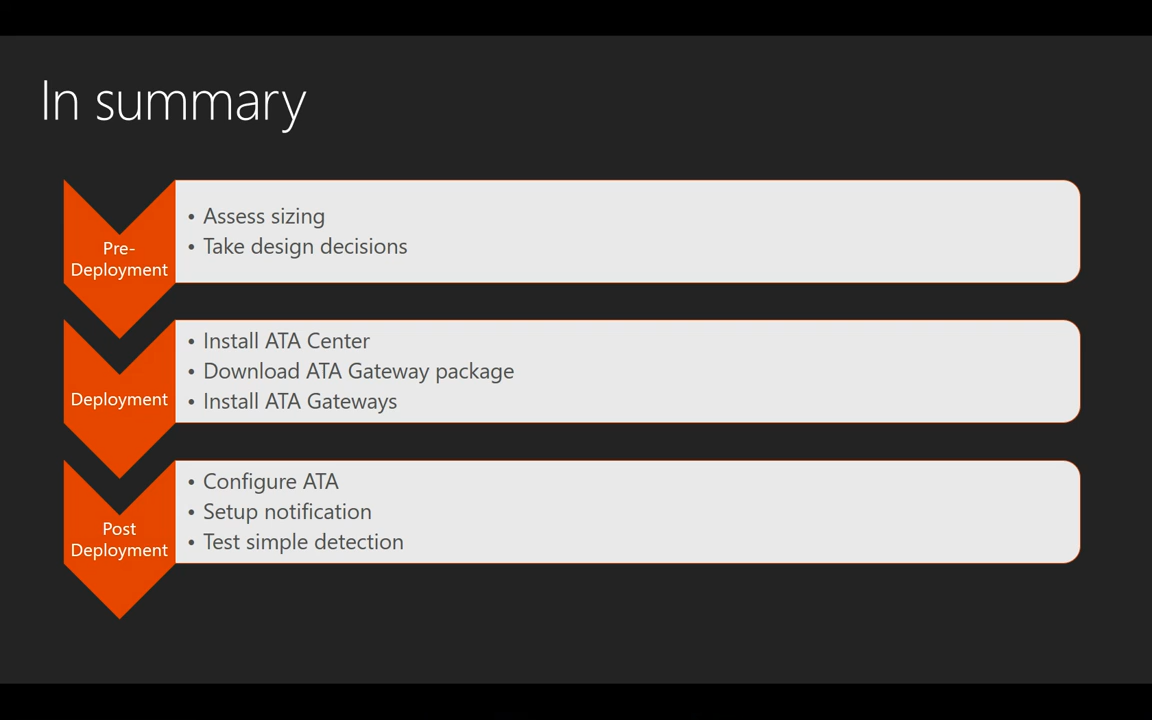 In summary
Pre-
Deployment
• Assess sizing
• Take design decisions
Deployment
• Install ATA Center
• Download ATA Gateway package
• Install ATA Gateways
Post
Deployment
• Configure ATA
• Setup notification
• Test simple detection